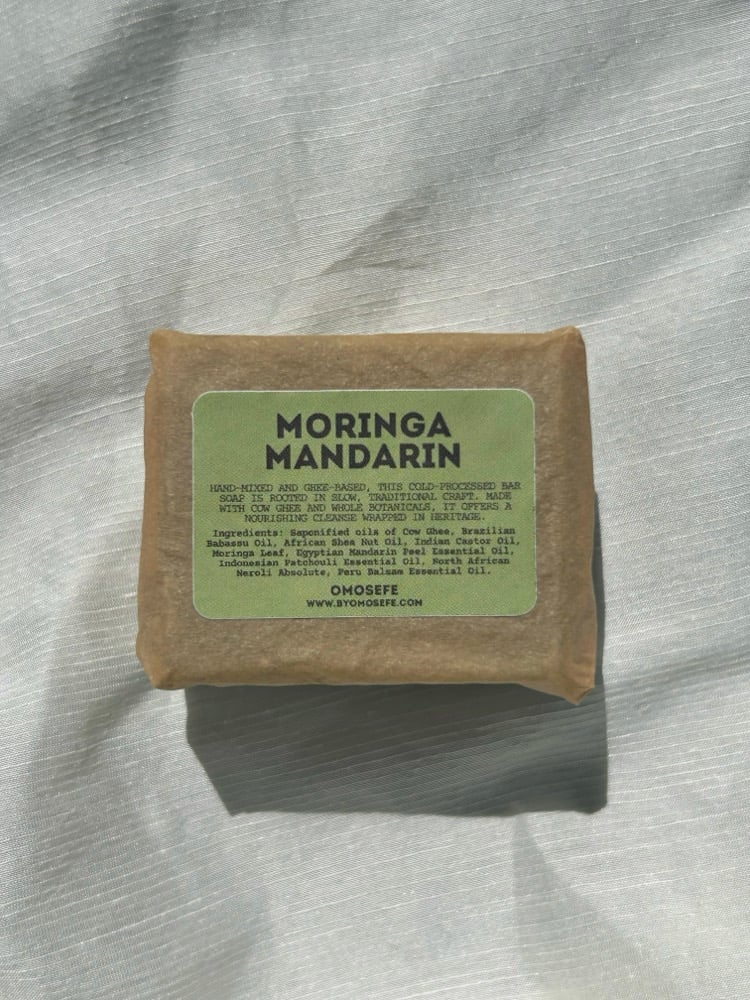 MORINGA
MANDARIN
HAND-MIXED AND GHEE-BASED, THIS COLD-PROCESSED BAR
SOAP IS ROOTED IN SLOW, TRADITIONAL CRAFT. MADE
WITH COW GHEE AND WHOLE BOTANICALS, IT OFFERS A
NOURISHING CLEANSE WRAPPED IN HERITAGE.
Ingredients: Saponified oils of Cow Ghee, Brazilian
Babassu Oil, African Shea Nut Oil, Indian Castor Oil,
Moringa Leaf, Egyptian Mandarin Peel Essential Oil,
Indonesian Patchouli Essential Oil, North African
Neroli Absolute, Peru Balsam Essential Oil.
OMOSEFE
WWW.BYOMOSEFE.COM